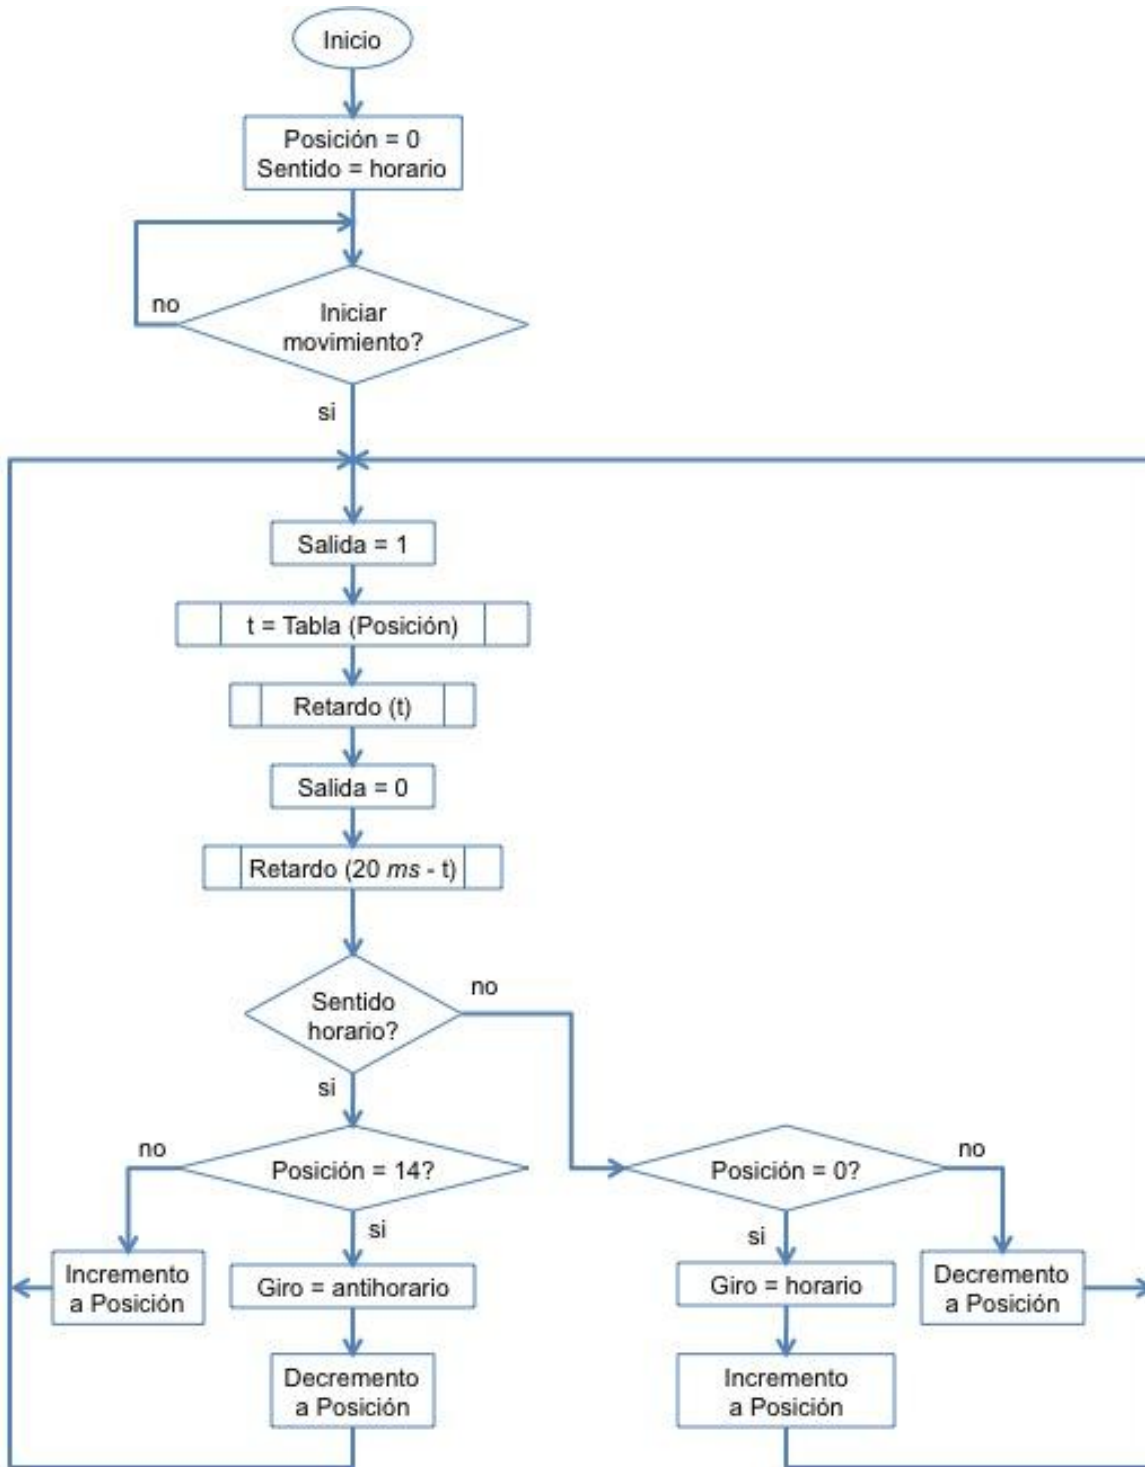 Inicio
Posición = 0
Sentido = horario
no
Iniciar
movimiento?
si
Salida = 1
t = Tabla (Posición)
Retardo (t)
Salida = 0
Retardo (20 ms - t)
Sentido
horario?
no
si
no
Posición = 14?
si
Incremento
a Posición
Giro = antihorario
Decremento
a Posición
Posición = 0?
no
si
Giro = horario
Decremento
a Posición
Incremento
a Posición